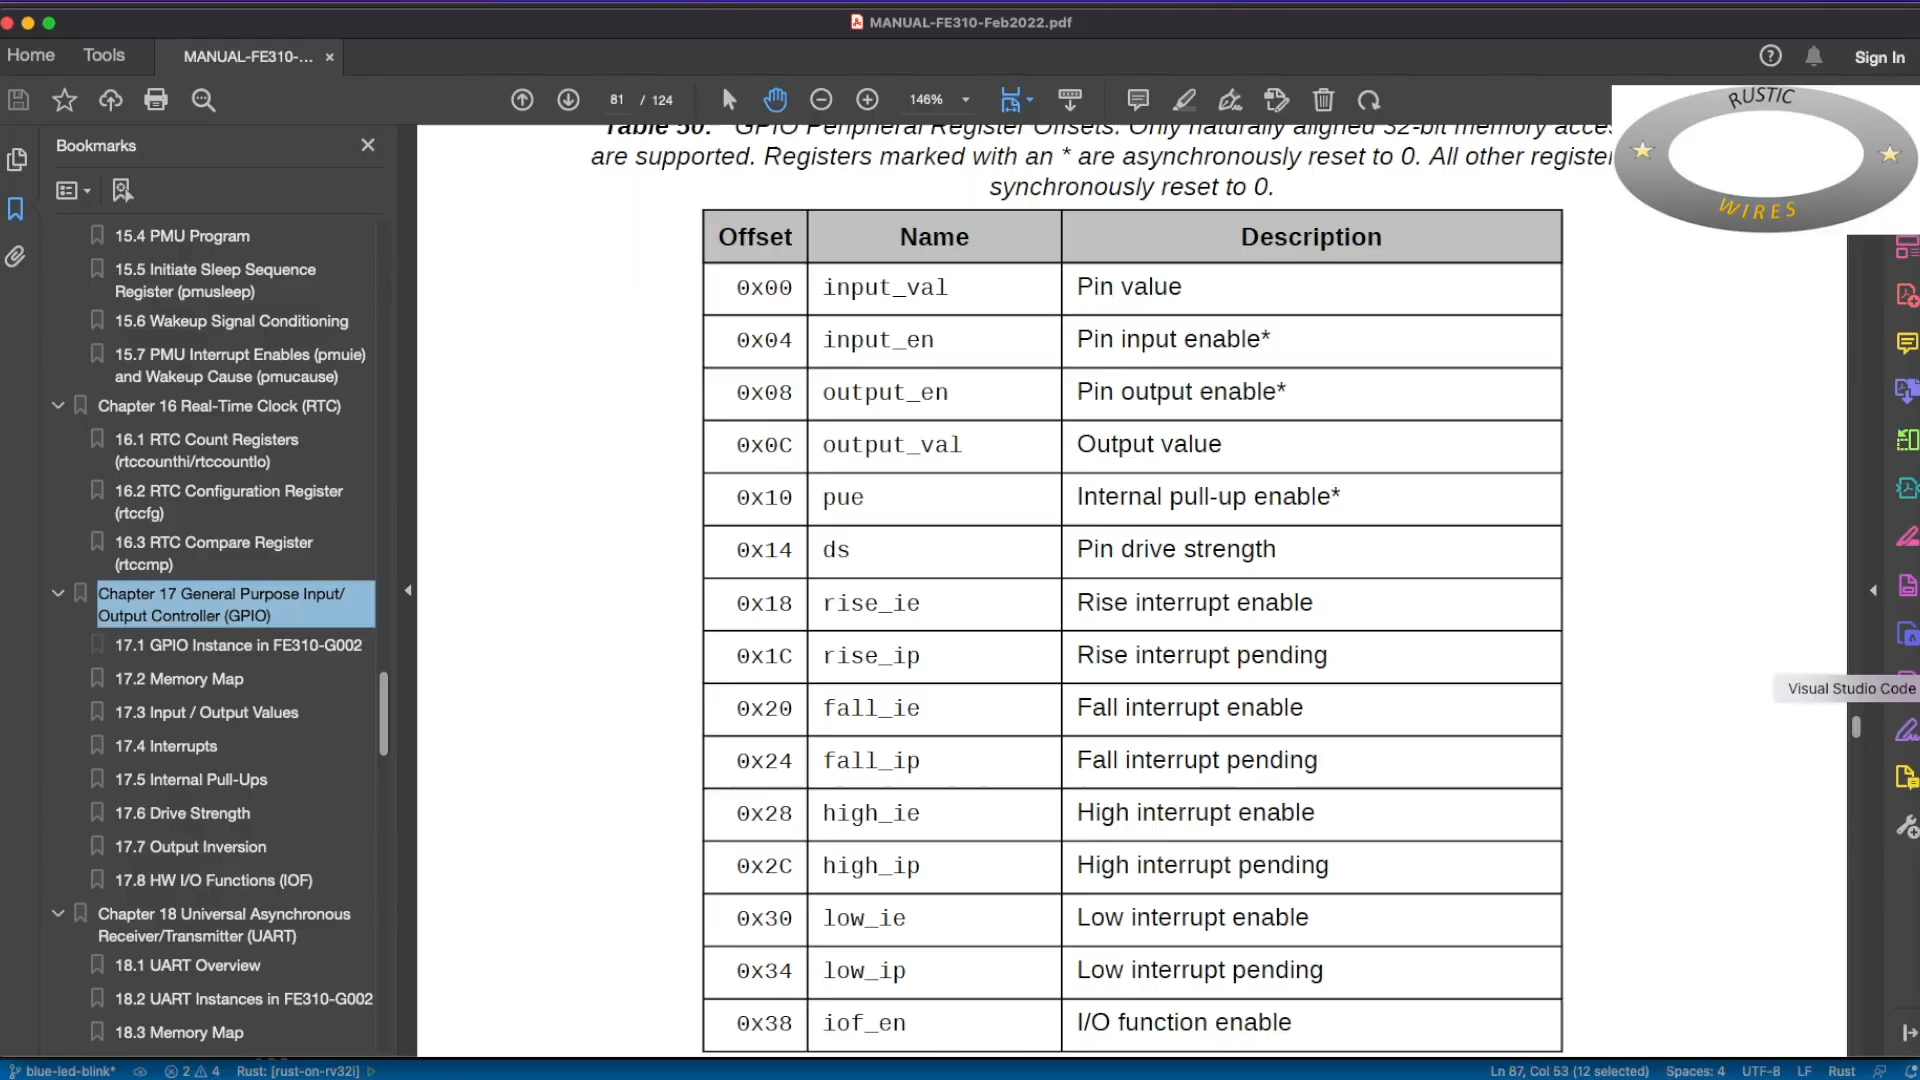 MANUAL-FE310-Feb2022.pdf
Home
Tools
MANUAL-FE310-... ×
Sign In
81 / 124
146%
RUSTIC
WIRES
Bookmarks
15.4 PMU Program
15.5 Initiate Sleep Sequence
Register (pmusleep)
15.6 Wakeup Signal Conditioning
15.7 PMU Interrupt Enables (pmuie)
and Wakeup Cause (pmucause)
Chapter 16 Real-Time Clock (RTC)
16.1 RTC Count Registers
(rtccounthi/rtccountlo)
16.2 RTC Configuration Register
(rtccfg)
16.3 RTC Compare Register
(rtccmp)
Chapter 17 General Purpose Input/
Output Controller (GPIO)
17.1 GPIO Instance in FE310-G002
17.2 Memory Map
17.3 Input / Output Values
17.4 Interrupts
17.5 Internal Pull-Ups
17.6 Drive Strength
17.7 Output Inversion
17.8 HW I/O Functions (IOF)
Chapter 18 Universal Asynchronous
Receiver/Transmitter (UART)
18.1 UART Overview
18.2 UART Instances in FE310-G002
18.3 Memory Map
Table 50: GPIO Peripheral Register Offsets. Only naturally aligned 32-bit memory acce
are supported. Registers marked with an * are asynchronously reset to 0. All other register
synchronously reset to 0.
Offset Name Description
0x00 input_val Pin value
0x04 input_en Pin input enable*
0x08 output_en Pin output enable*
0x0C output_val Output value
0x10 pue Internal pull-up enable*
0x14 ds Pin drive strength
0x18 rise_ie Rise interrupt enable
0x1C rise_ip Rise interrupt pending
0x20 fall_ie Fall interrupt enable
0x24 fall_ip Fall interrupt pending
0x28 high_ie High interrupt enable
0x2C high_ip High interrupt pending
0x30 low_ie Low interrupt enable
0x34 low_ip Low interrupt pending
0x38 iof_en I/O function enable
Visual Studio Code
blue-led-blink* 2 4 Rust: [rust-on-rv32i] Ln 87, Col 53 (12 selected) Spaces: 4 UTF-8 LF Rust